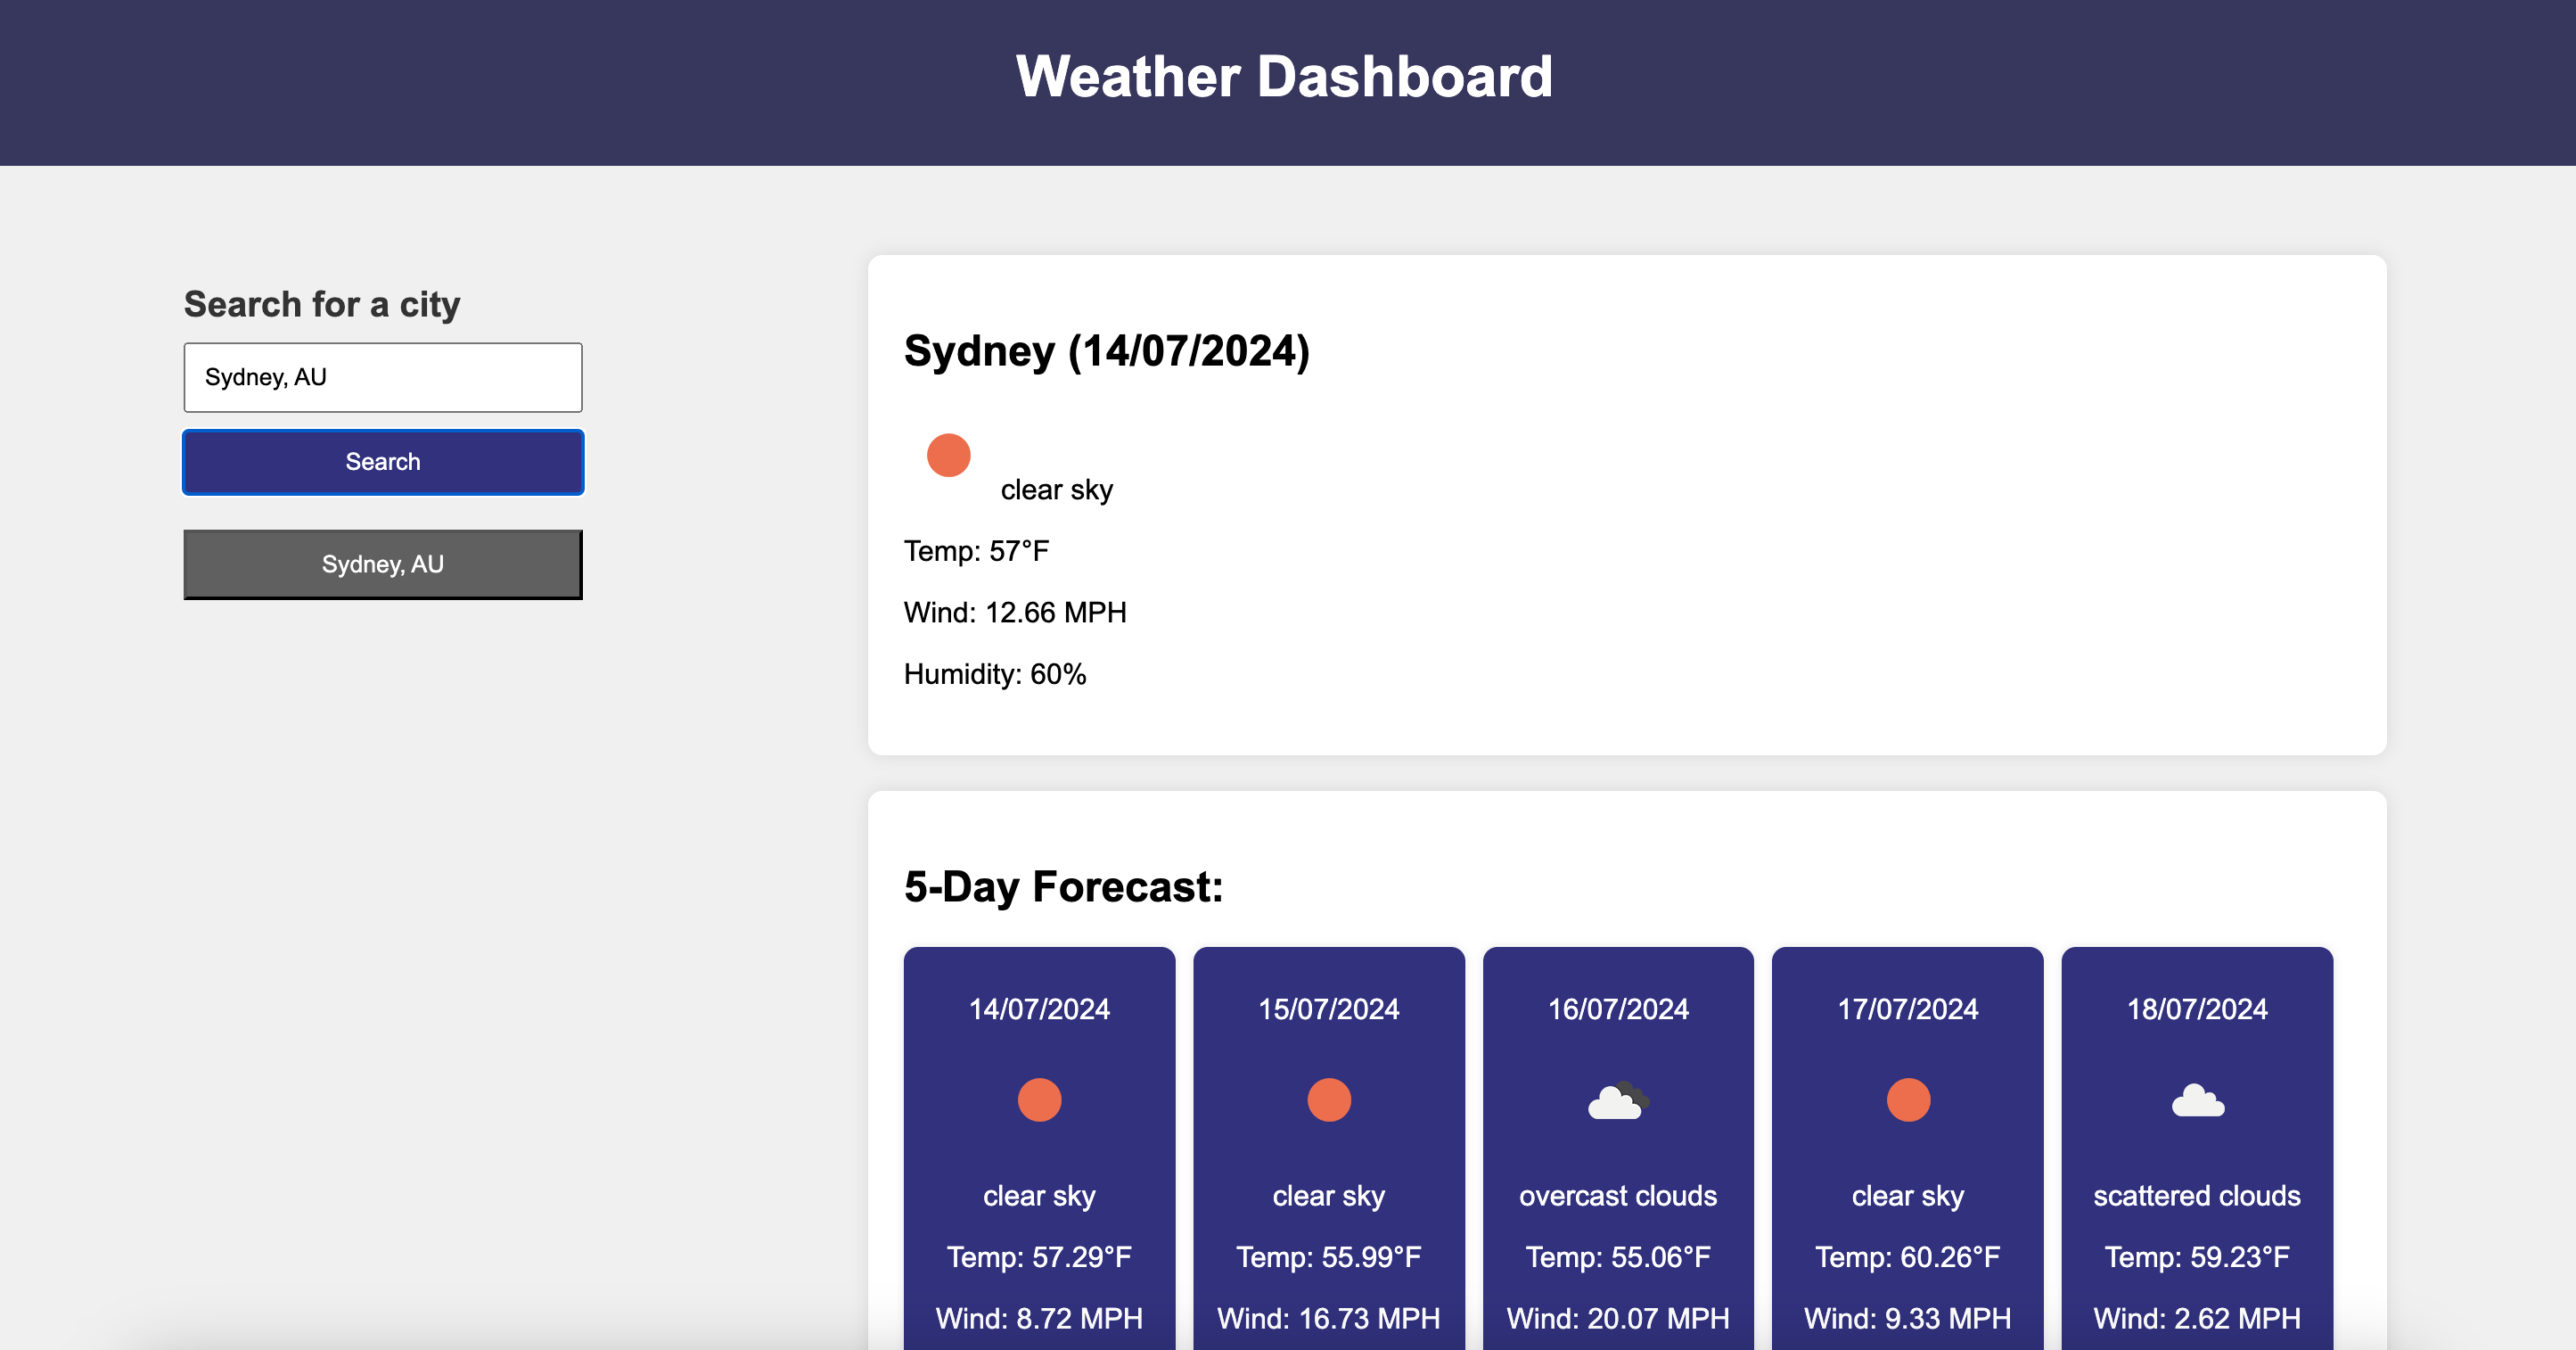 Weather Dashboard
Search for a city
Sydney, AU
Search
Sydney, AU
Sydney (14/07/2024)
clear sky
Temp: 57°F
Wind: 12.66 MPH
Humidity: 60%
5-Day Forecast:
14/07/2024
clear sky
Temp: 57.29°F
Wind: 8.72 MPH
15/07/2024
clear sky
Temp: 55.99°F
Wind: 16.73 MPH
16/07/2024
overcast clouds
Temp: 55.06°F
Wind: 20.07 MPH
17/07/2024
clear sky
Temp: 60.26°F
Wind: 9.33 MPH
18/07/2024
scattered clouds
Temp: 59.23°F
Wind: 2.62 MPH